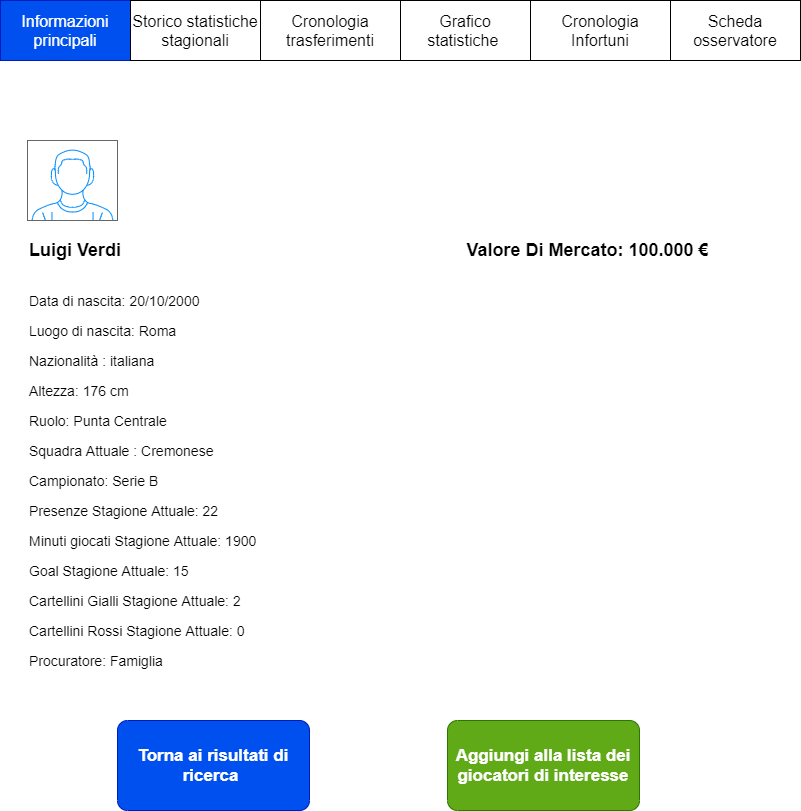 Informazioni
principali
Storico statistiche
stagionali
Cronologia
trasferimenti
Grafico
statistiche
Cronologia
Infortuni
Scheda
osservatore
Luigi Verdi
Valore Di Mercato: 100.000 €
Data di nascita: 20/10/2000
Luogo di nascita: Roma
Nazionalità : italiana
Altezza: 176 cm
Ruolo: Punta Centrale
Squadra Attuale : Cremonese
Campionato: Serie B
Presenze Stagione Attuale: 22
Minuti giocati Stagione Attuale: 1900
Goal Stagione Attuale: 15
Cartellini Gialli Stagione Attuale: 2
Cartellini Rossi Stagione Attuale: 0
Procuratore: Famiglia
Torna ai risultati di
ricerca
Aggiungi alla lista dei
giocatori di interesse